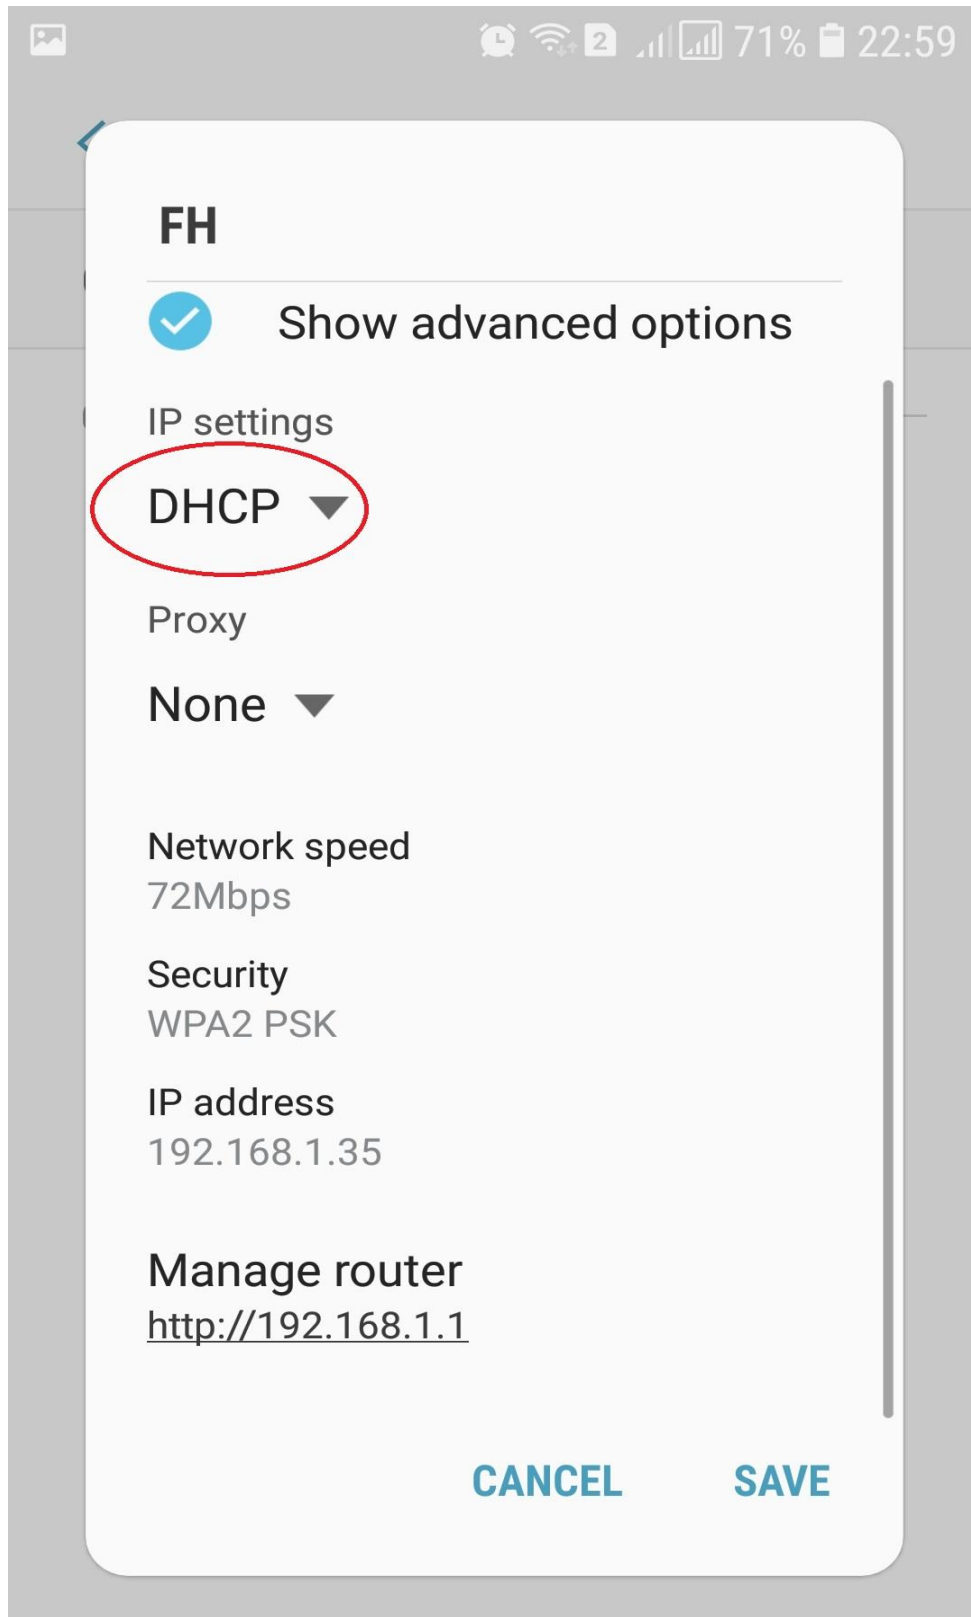 2 71% 22:59
FH
Show advanced options
IP settings
DHCP
Proxy
None
Network speed
72Mbps
Security
WPA2 PSK
IP address
192.168.1.35
Manage router
http://192.168.1.1
CANCEL SAVE